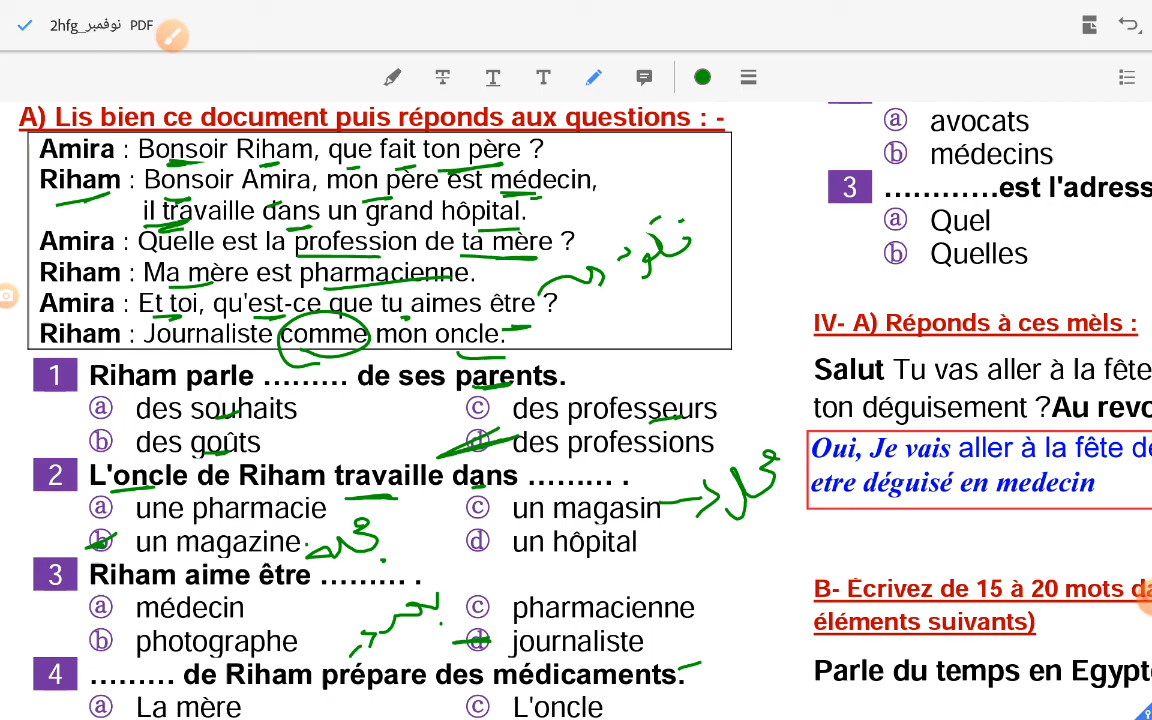 2hfg_نوفمبر PDF
A) Lis bien ce document puis réponds aux questions : -
Amira : Bonsoir Riham, que fait ton père ?
Riham : Bonsoir Amira, mon père est médecin,
il travaille dans un grand hôpital.
Amira : Quelle est la profession de ta mère ?
Riham : Ma mère est pharmacienne.
Amira : Et toi, qu'est-ce que tu aimes être ?
Riham : Journaliste comme mon oncle.
1 Riham parle ......... de ses parents.
a des souhaits
c des professeurs
b des goûts
d des professions
2 L'oncle de Riham travaille dans ......... .
a une pharmacie
c un magasin
b un magazine
d un hôpital
3 Riham aime être ......... .
a médecin
c pharmacienne
b photographe
d journaliste
4 ......... de Riham prépare des médicaments.
a La mère
c L'oncle
a avocats
b médecins
3 ............est l'adress
a Quel
b Quelles
IV- A) Réponds à ces mèls :
Salut Tu vas aller à la fête
ton déguisement ?Au revo
Oui, Je vais aller à la fête de
etre déguisé en medecin
B- Écrivez de 15 à 20 mots da
éléments suivants)
Parle du temps en Egypt